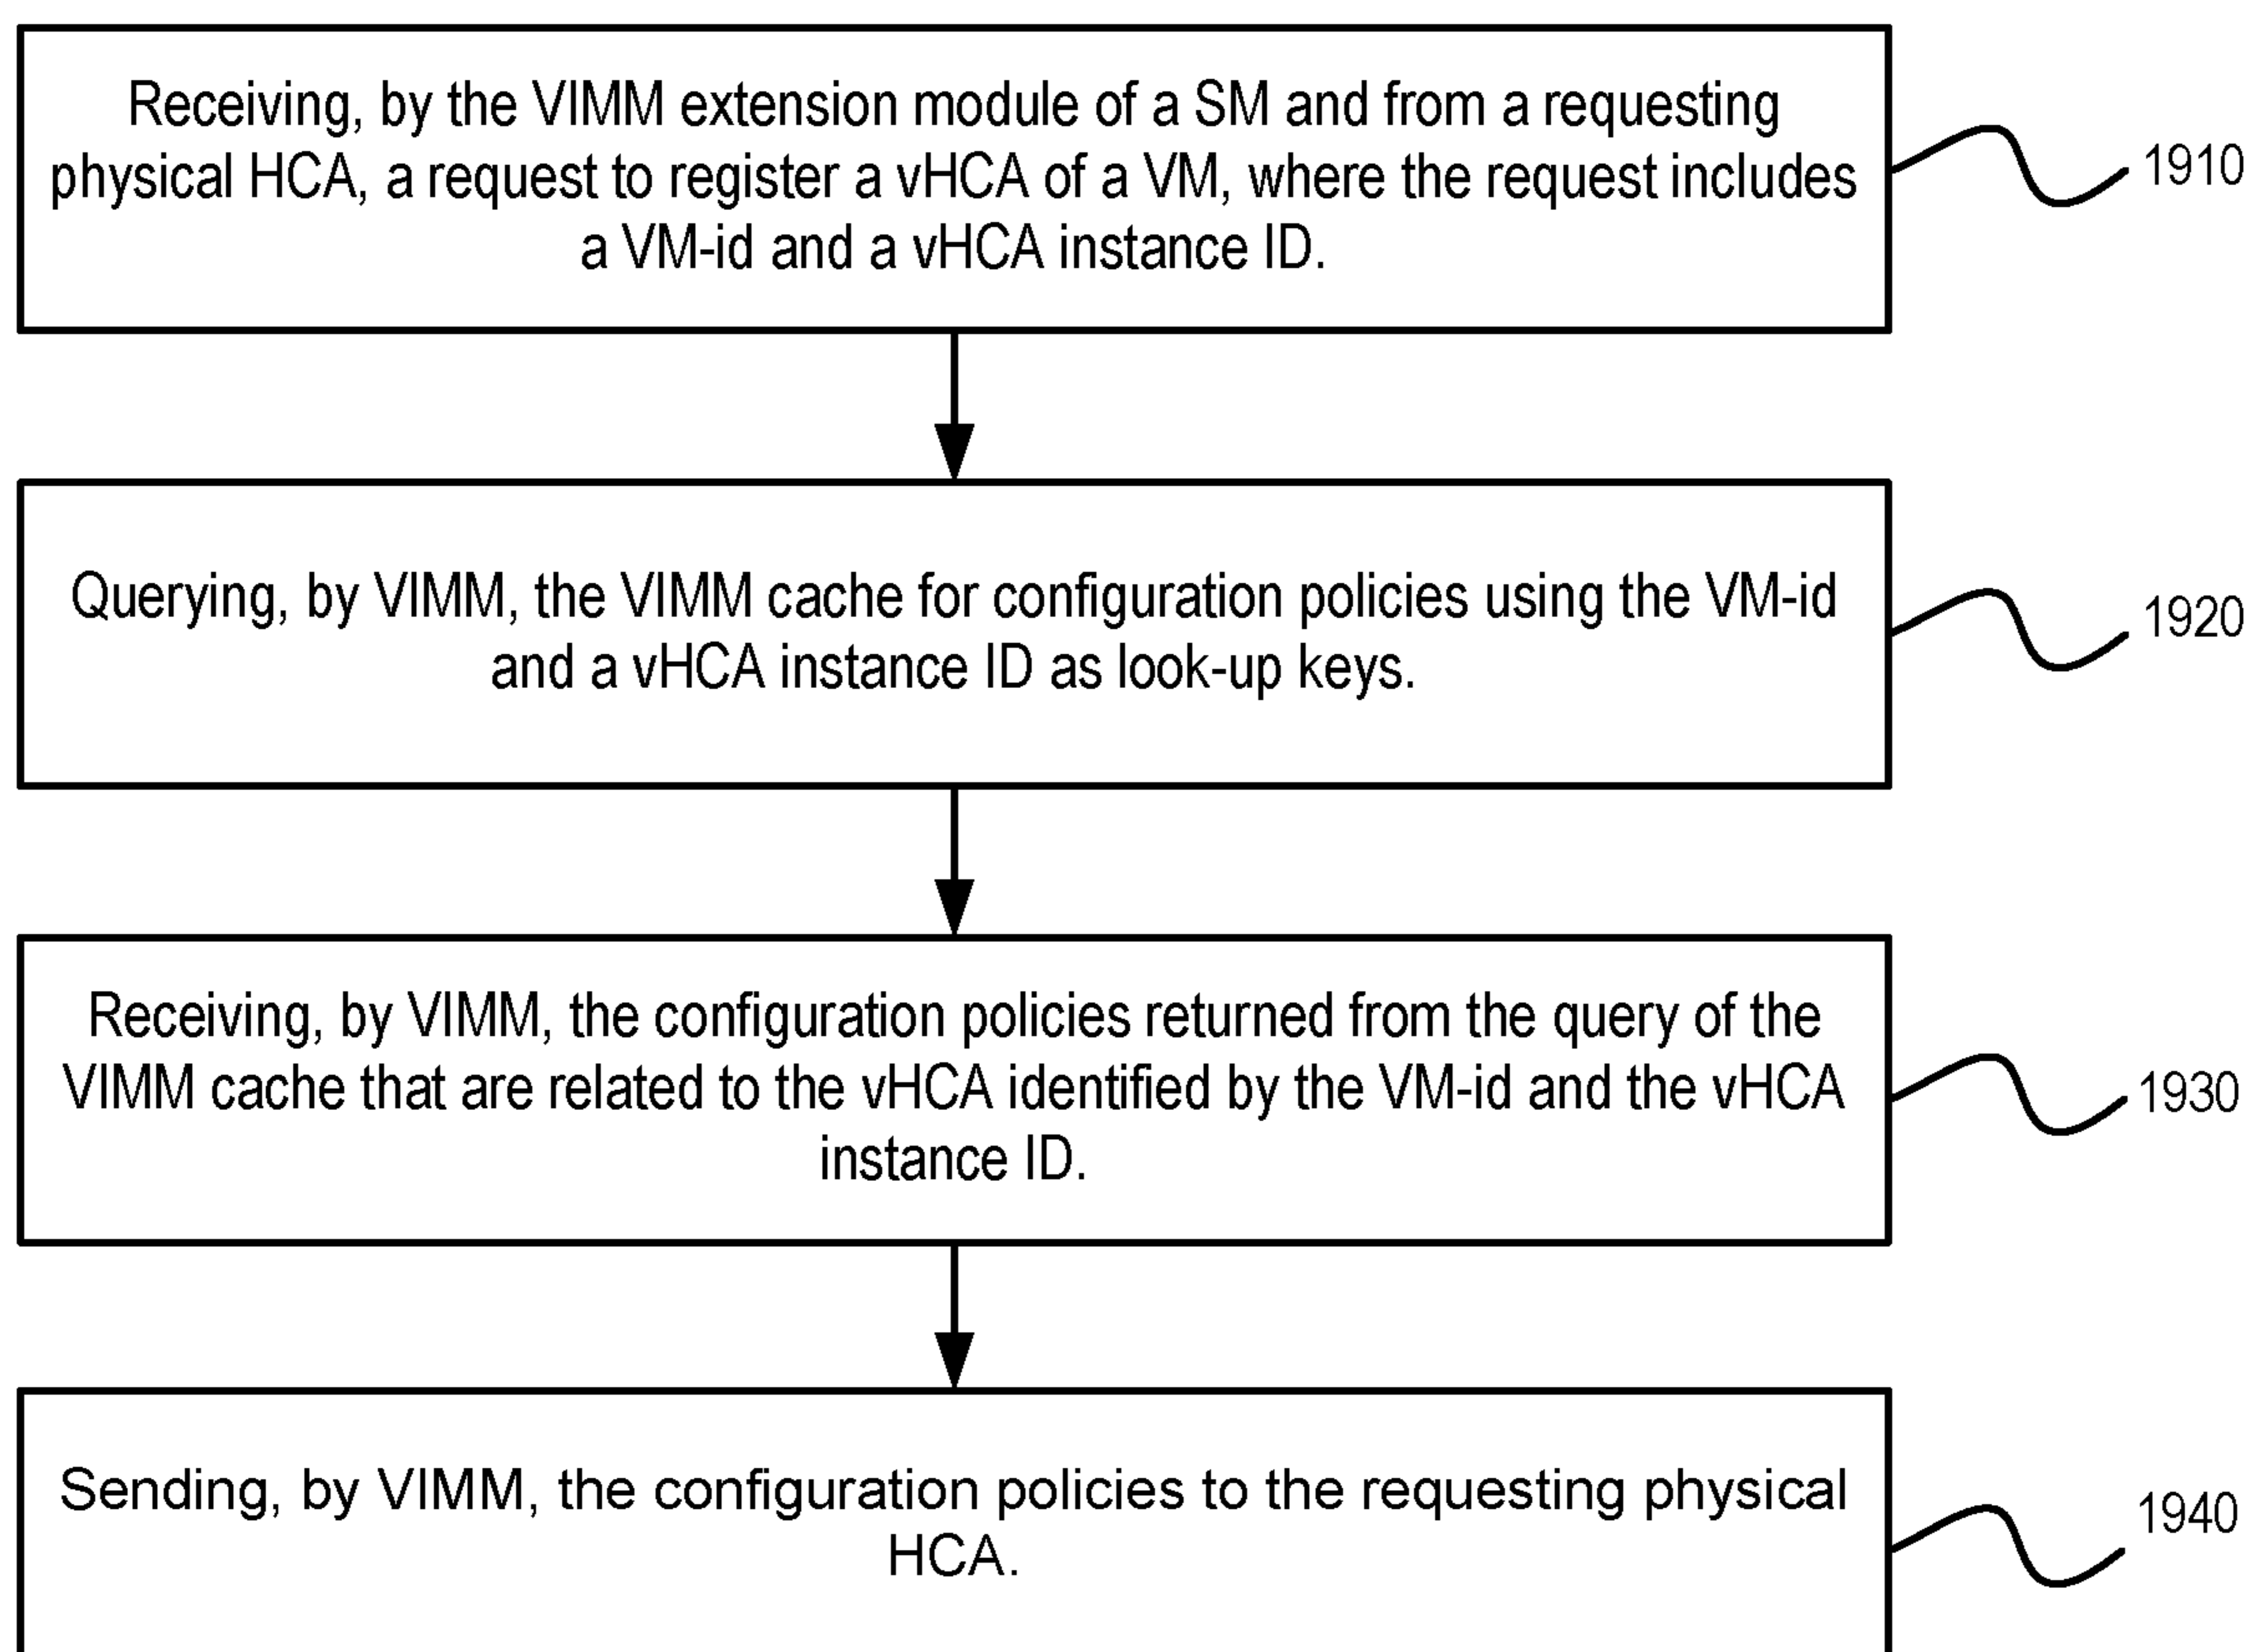 Receiving, by the VIMM extension module of a SM and from a requesting
physical HCA, a request to register a vHCA of a VM, where the request includes
a VM-id and a vHCA instance ID.
1910
Querying, by VIMM, the VIMM cache for configuration policies using the VM-id
and a vHCA instance ID as look-up keys.
1920
Receiving, by VIMM, the configuration policies returned from the query of the
VIMM cache that are related to the vHCA identified by the VM-id and the vHCA
instance ID.
1930
Sending, by VIMM, the configuration policies to the requesting physical
HCA.
1940